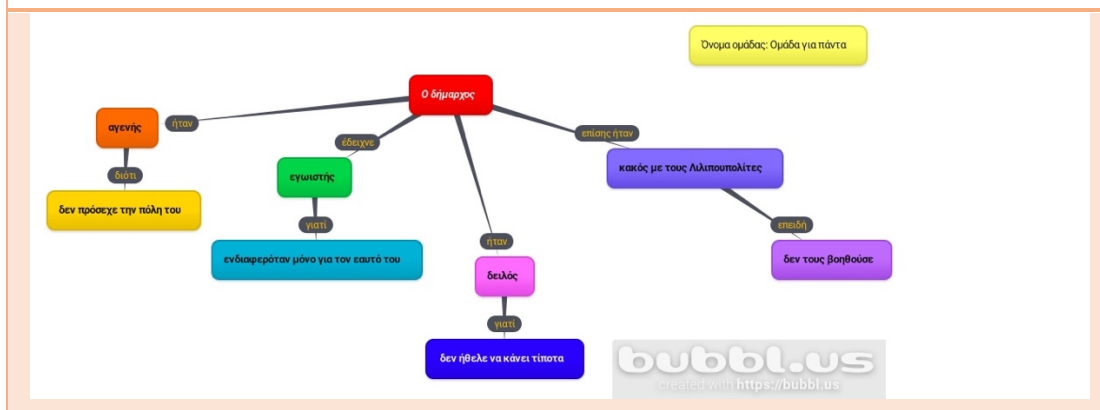 Όνομα ομάδας: Ομάδα για πάντα
Ο δήμαρχος
ήταν
αγενής
διότι
δεν πρόσεχε την πόλη του
έδειχνε
εγωιστής
γιατί
ενδιαφερόταν μόνο για τον εαυτό του
ήταν
δειλός
γιατί
δεν ήθελε να κάνει τίποτα
επίσης ήταν
κακός με τους Λιλιπουπολίτες
επειδή
δεν τους βοηθούσε
bubbl.us
created with https://bubbl.us